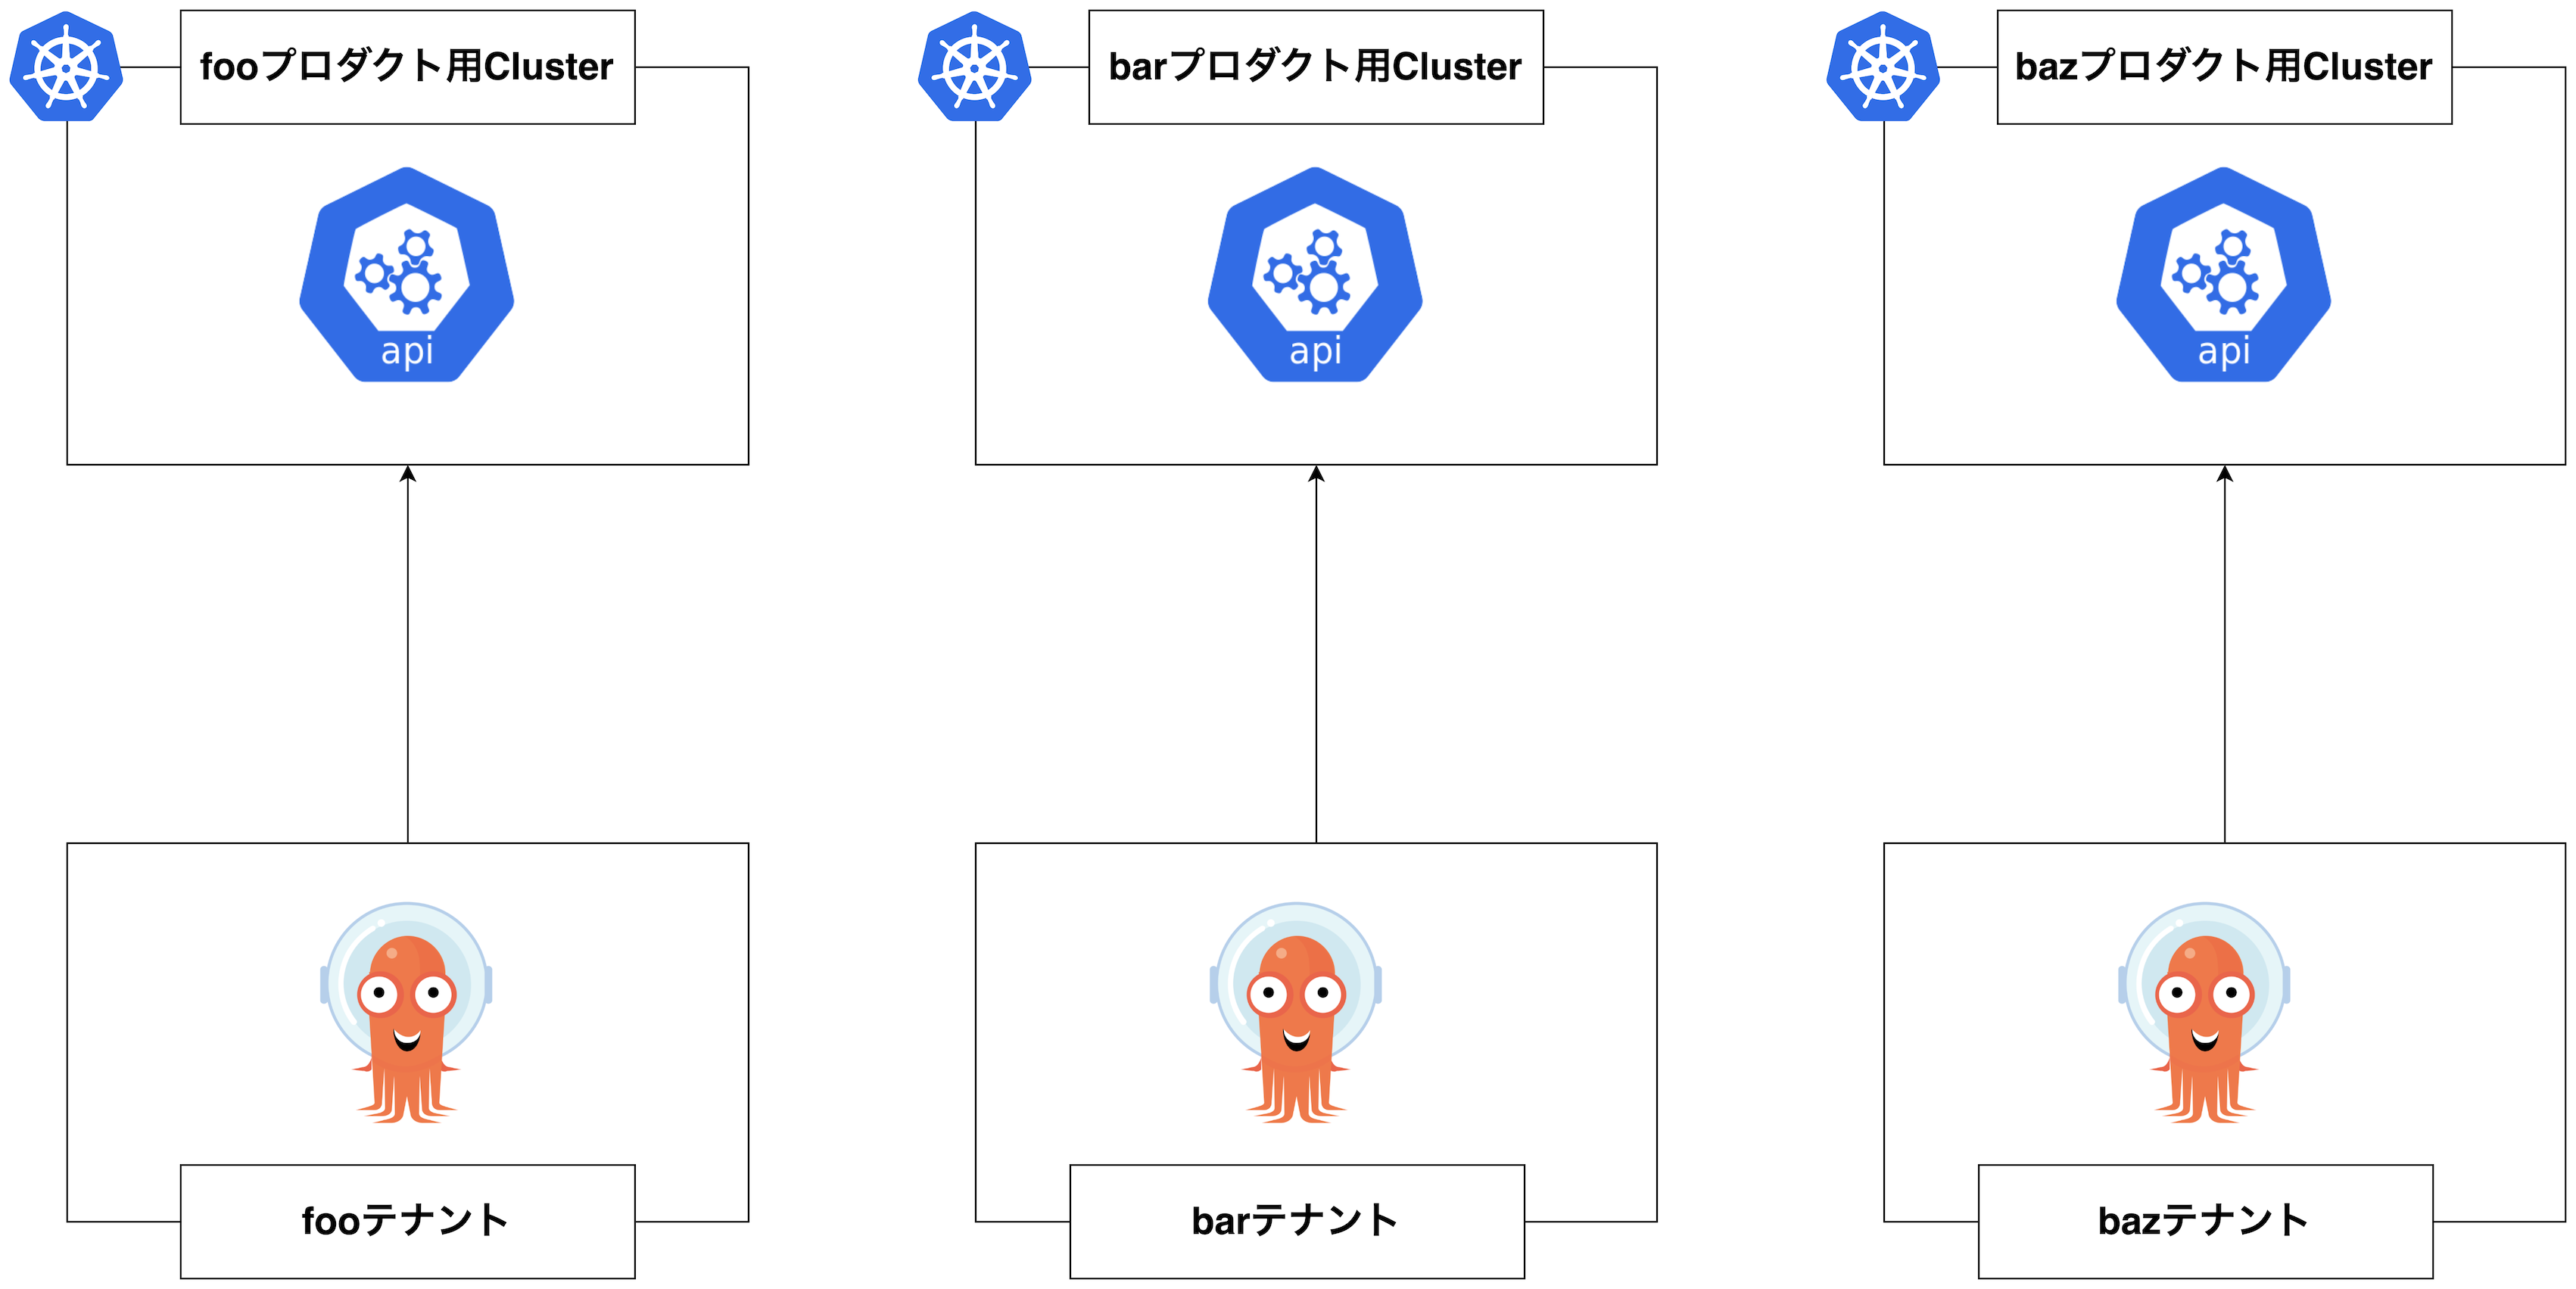 fooプロダクト用Cluster
barプロダクト用Cluster
bazプロダクト用Cluster
api
api
api
fooテナント
barテナント
bazテナント